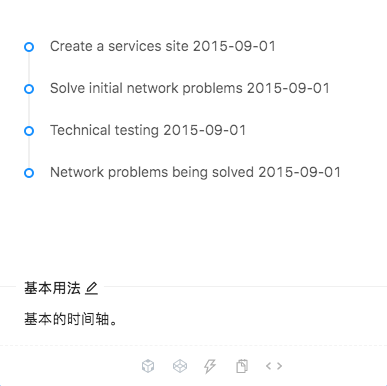 Create a services site 2015-09-01
Solve initial network problems 2015-09-01
Technical testing 2015-09-01
Network problems being solved 2015-09-01
基本用法
基本的时间轴。